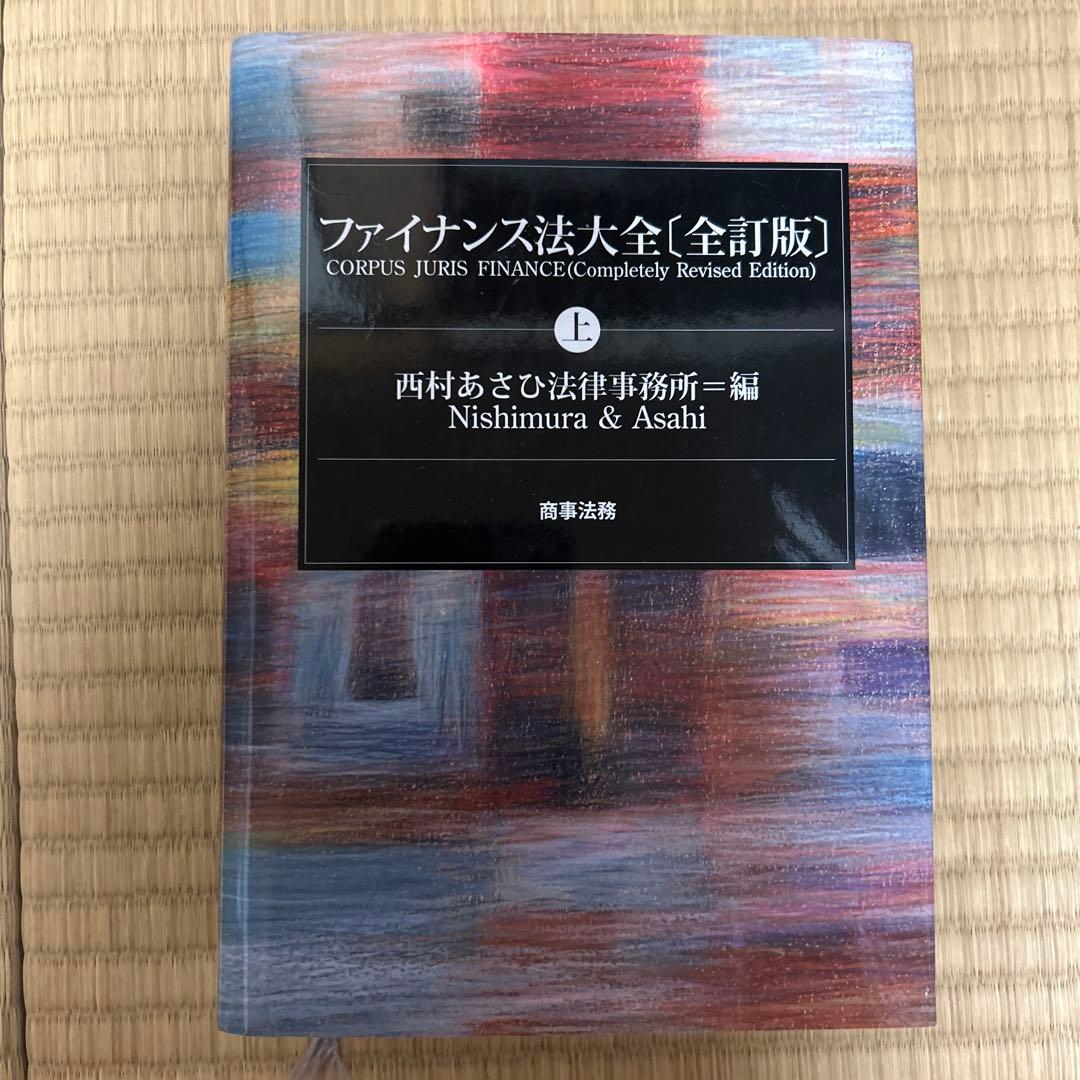 ファイナンス法大全〔全訂版〕
CORPUS JURIS FINANCE(Completely Revised Edition)
上
西村あさひ法律事務所＝編
Nishimura & Asahi
商事法務